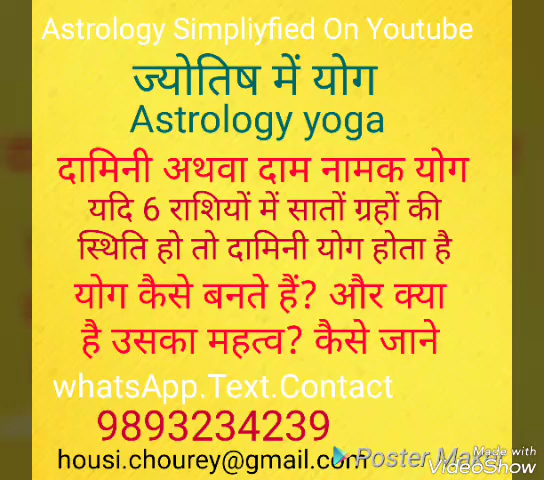 Astrology Simpliyfied On Youtube
ज्योतिष में योग
Astrology yoga
दामिनी अथवा दाम नामक योग
यदि 6 राशियों में सातों ग्रहों की
स्थिति हो तो दामिनी योग होता है
योग कैसे बनते हैं? और क्या
है उसका महत्व? कैसे जाने
whatsApp.Text.Contact
9893234239
housi.chourey@gmail.com
Poster Maker
Made with
VideoShow